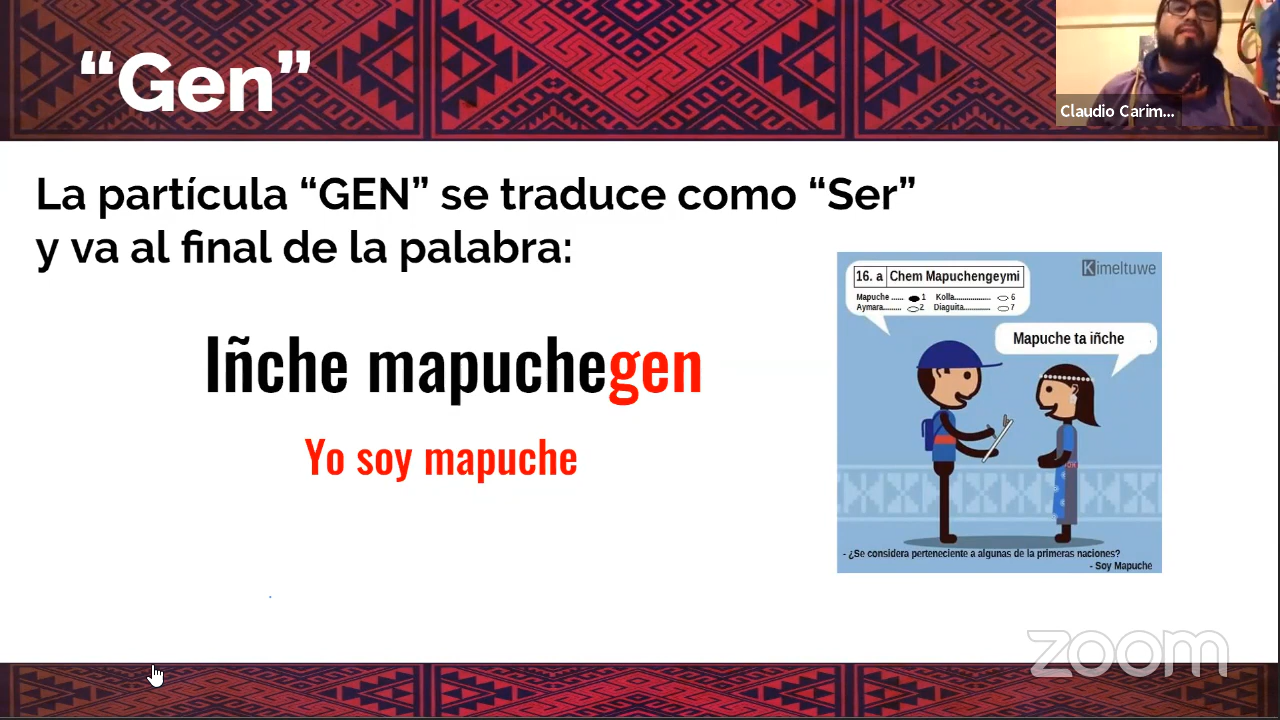 “Gen”
Claudio Carim...
La partícula “GEN” se traduce como “Ser”
y va al final de la palabra:
Iñche mapuchegen
Yo soy mapuche
Kimeltuwe
16. a Chem Mapuchengeymi
Mapuche ...... 1 Kolla.................. 6
Aymara......... 2 Diaguita............. 7
Mapuche ta iñche
- ¿Se considera perteneciente a algunas de la primeras naciones?
- Soy Mapuche
zoom